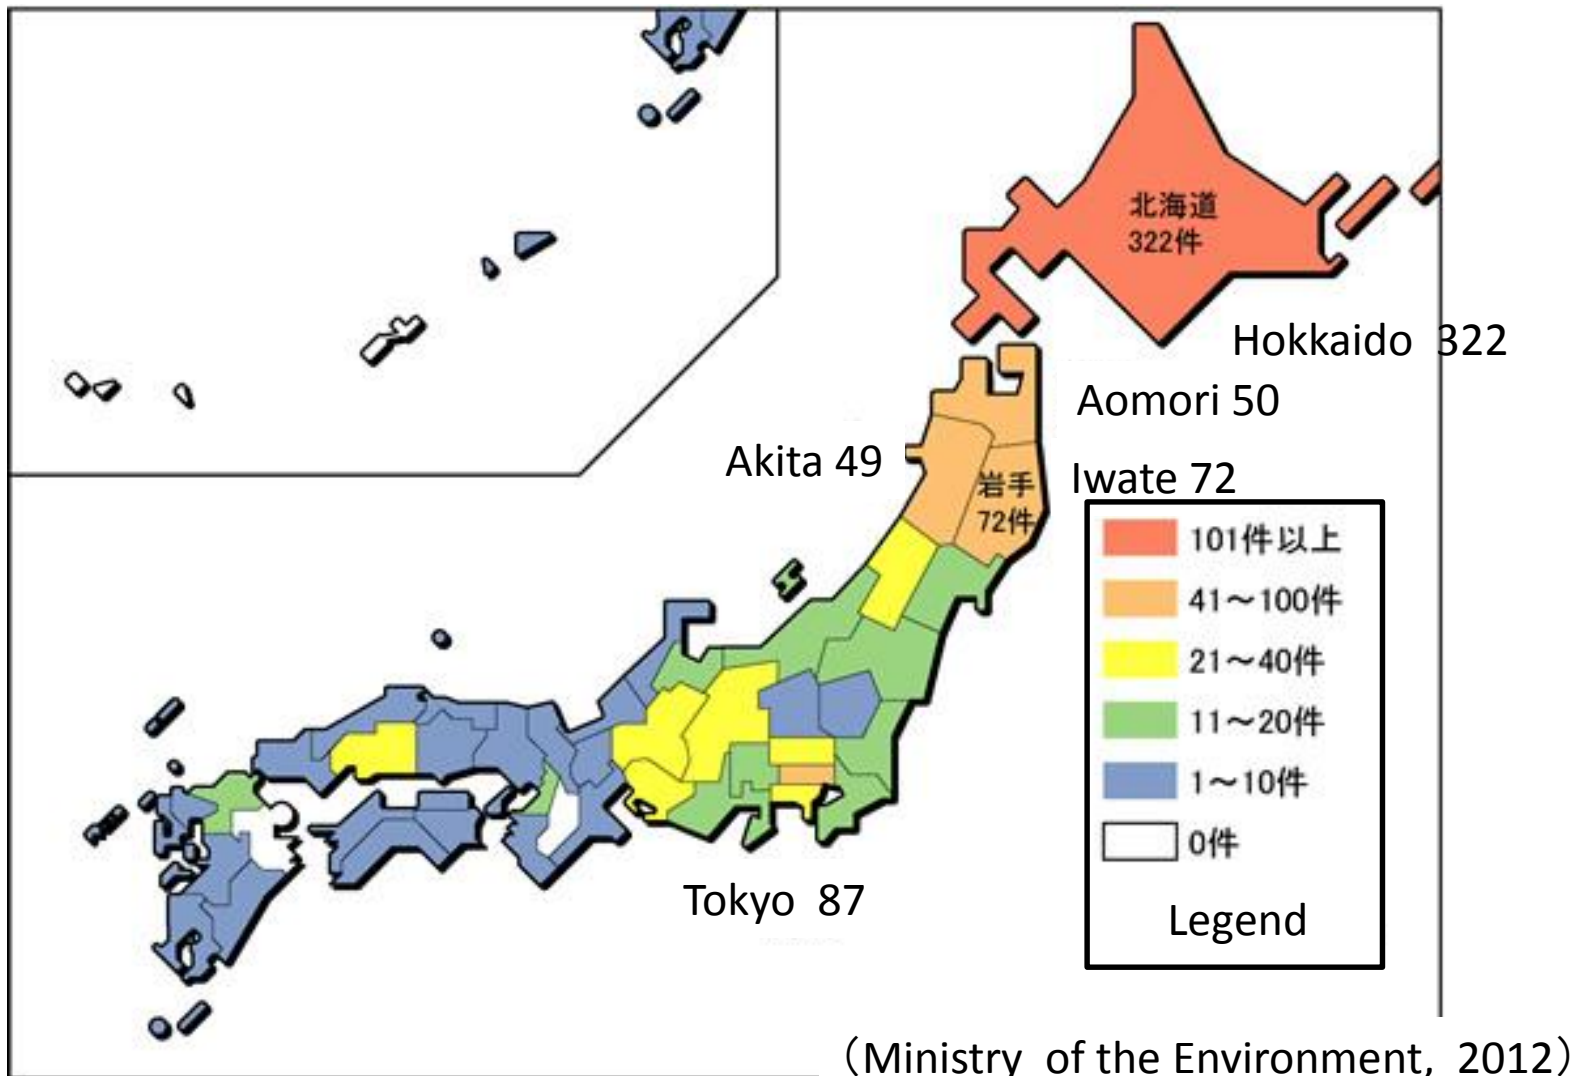 北海道
322件
Hokkaido 322
Aomori 50
Akita 49
Iwate 72
岩手
72件
101件以上
41～100件
21～40件
11～20件
1～10件
0件
Legend
Tokyo 87
（Ministry of the Environment, 2012）